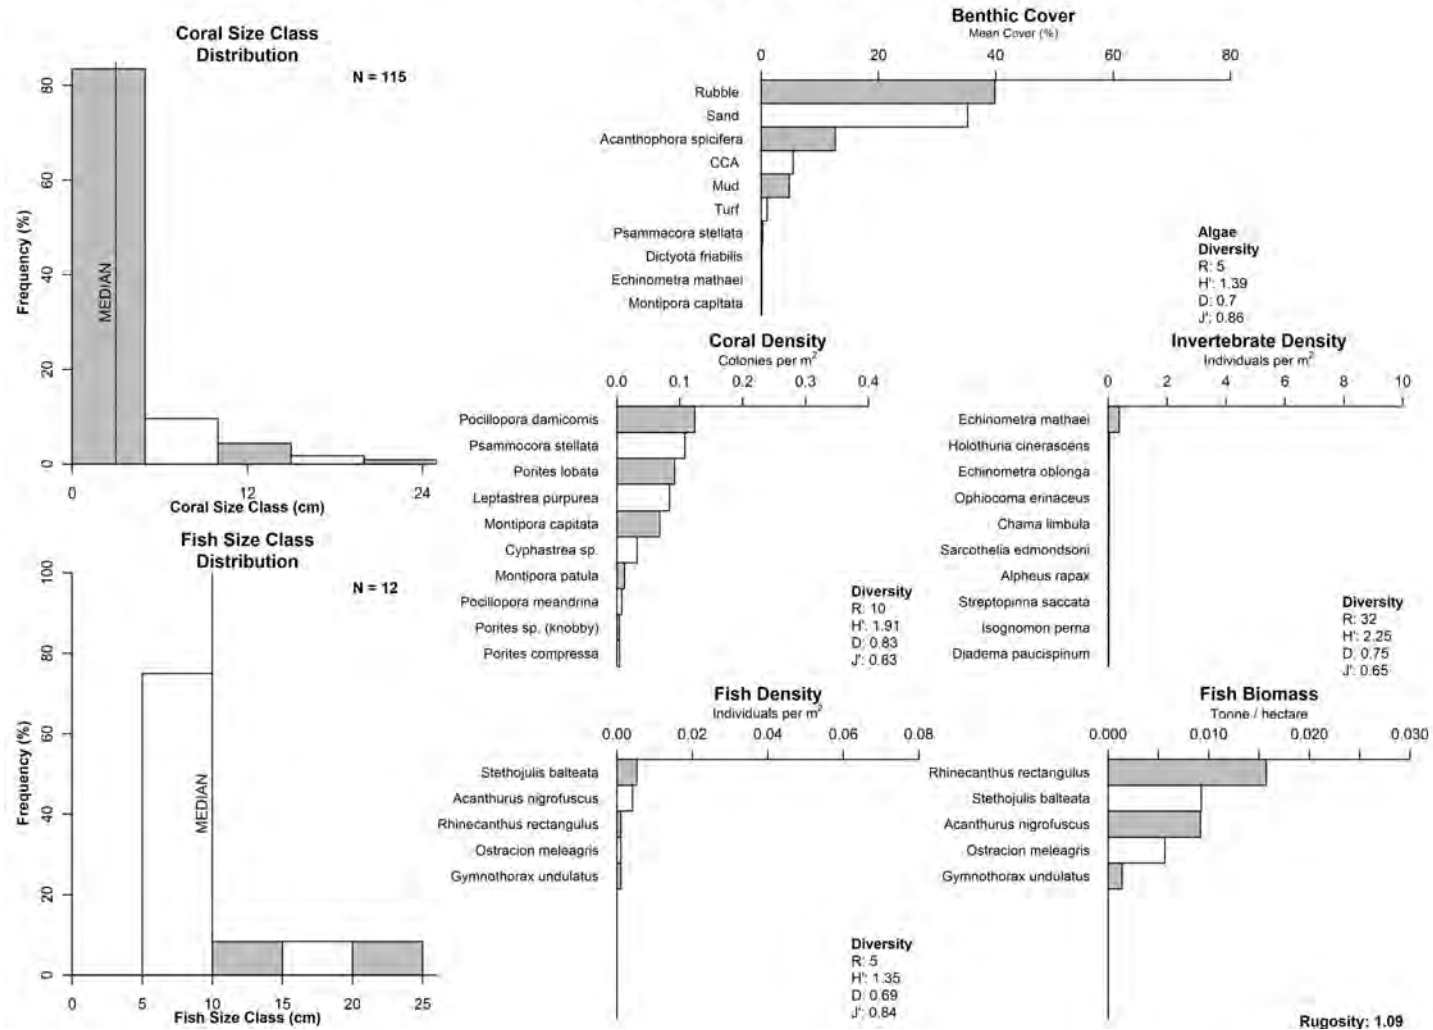 Coral Size Class
Distribution
N = 115
Frequency (%)
0 20 40 60 80
MEDIAN
0 12 24
Coral Size Class (cm)
Fish Size Class
Distribution
N = 12
Frequency (%)
0 20 40 60 80 100
MEDIAN
0 5 10 15 20 25
Fish Size Class (cm)
Benthic Cover
Mean Cover (%)
0 20 40 60 80
Rubble
Sand
Acanthophora spicifera
CCA
Mud
Turf
Psammacora stellata
Dictyota friabilis
Echinometra mathaei
Montipora capitata
Algae
Diversity
R: 5
H': 1.39
D: 0.7
J': 0.86
Coral Density
Colonies per m²
0.0 0.1 0.2 0.3 0.4
Pocillopora damicornis
Psammocora stellata
Porites lobata
Leptastrea purpurea
Montipora capitata
Cyphastrea sp.
Montipora patula
Pocillopora meandrina
Porites sp. (knobby)
Porites compressa
Diversity
R: 10
H': 1.91
D: 0.83
J': 0.83
Invertebrate Density
Individuals per m²
0 2 4 6 8 10
Echinometra mathaei
Holothuria cinerascens
Echinometra oblonga
Ophiocoma erinaceus
Chama limbula
Sarcothelia edmondsoni
Alpheus rapax
Streptopinna saccata
Isognomon perna
Diadema paucispinum
Diversity
R: 32
H': 2.25
D: 0.75
J': 0.65
Fish Density
Individuals per m²
0.00 0.02 0.04 0.06 0.08
Stethojulis balteata
Acanthurus nigrofuscus
Rhinecanthus rectangulus
Ostracion meleagris
Gymnothorax undulatus
Diversity
R: 5
H': 1.35
D: 0.69
J': 0.84
Fish Biomass
Tonne / hectare
0.000 0.010 0.020 0.030
Rhinecanthus rectangulus
Stethojulis balteata
Acanthurus nigrofuscus
Ostracion meleagris
Gymnothorax undulatus
Rugosity: 1.09